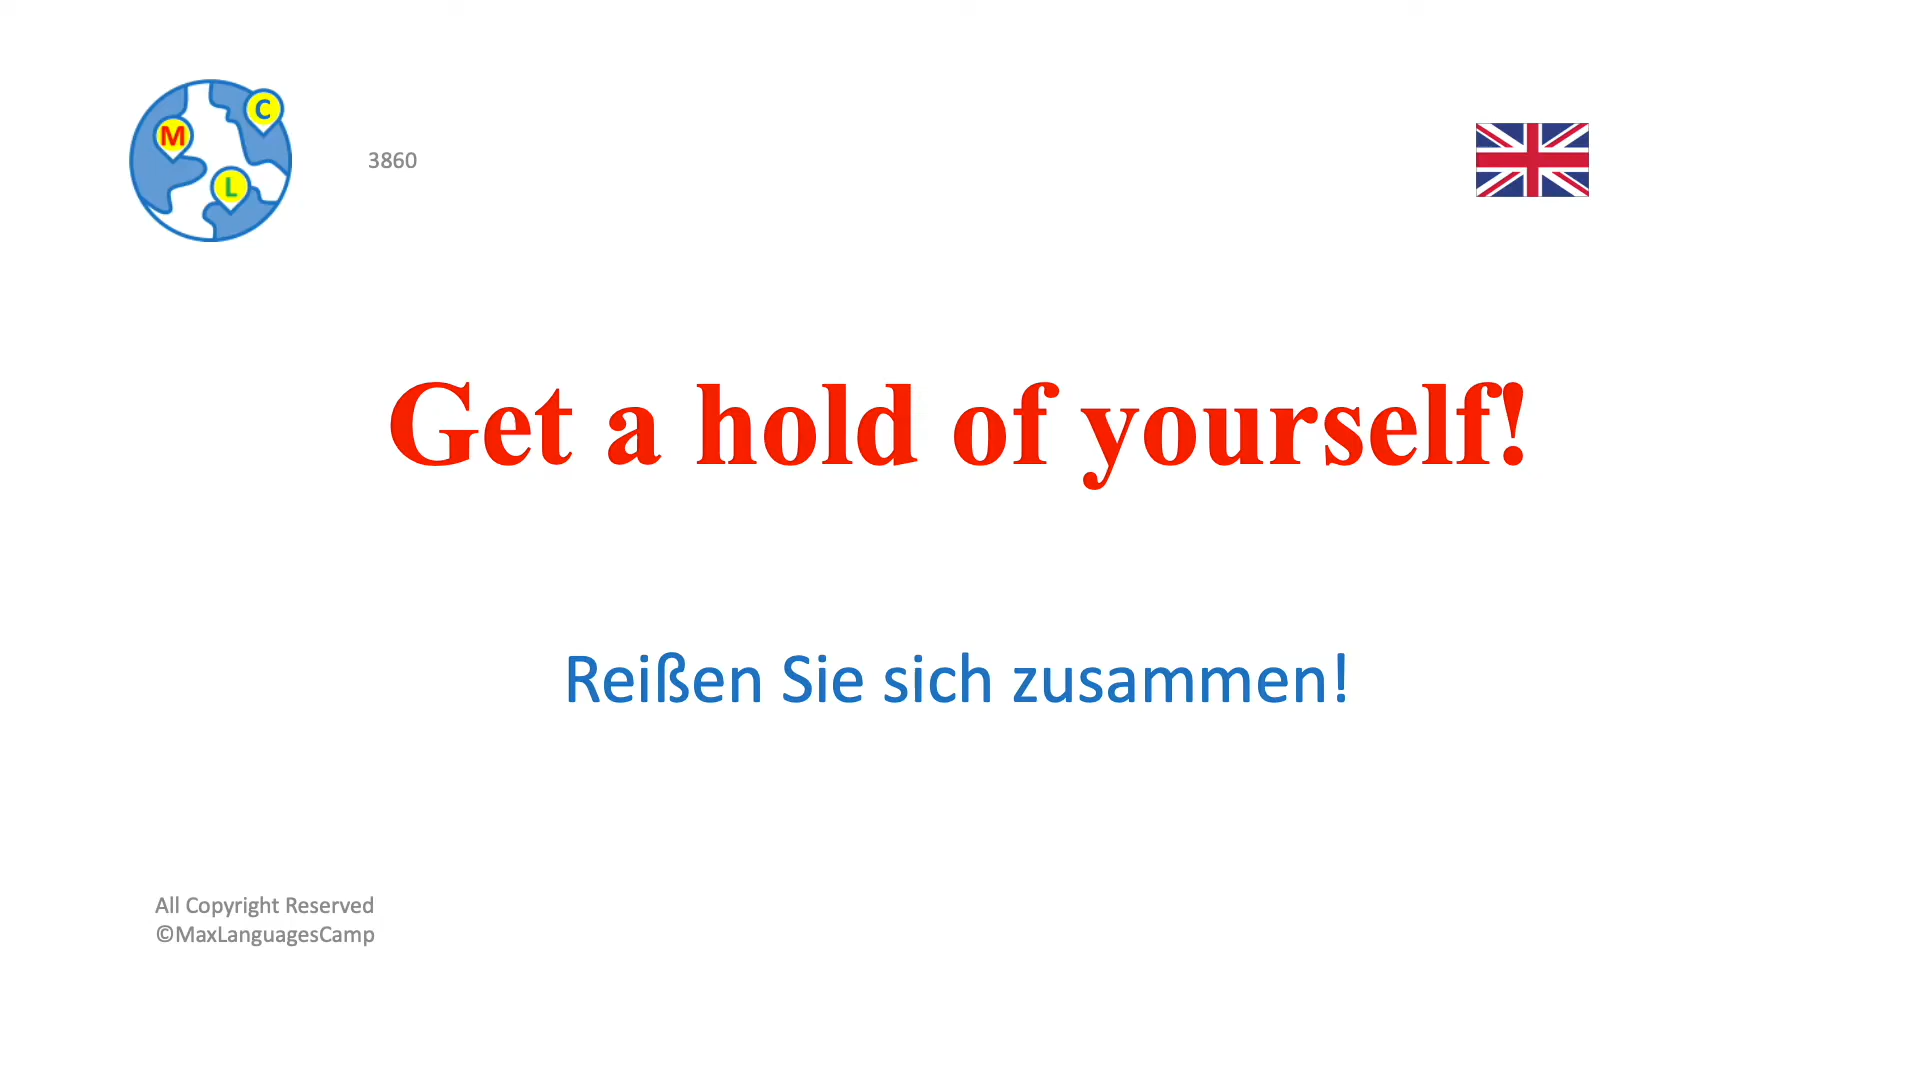 C
M
L
3860
Get a hold of yourself!
Reißen Sie sich zusammen!
All Copyright Reserved
©MaxLanguagesCamp